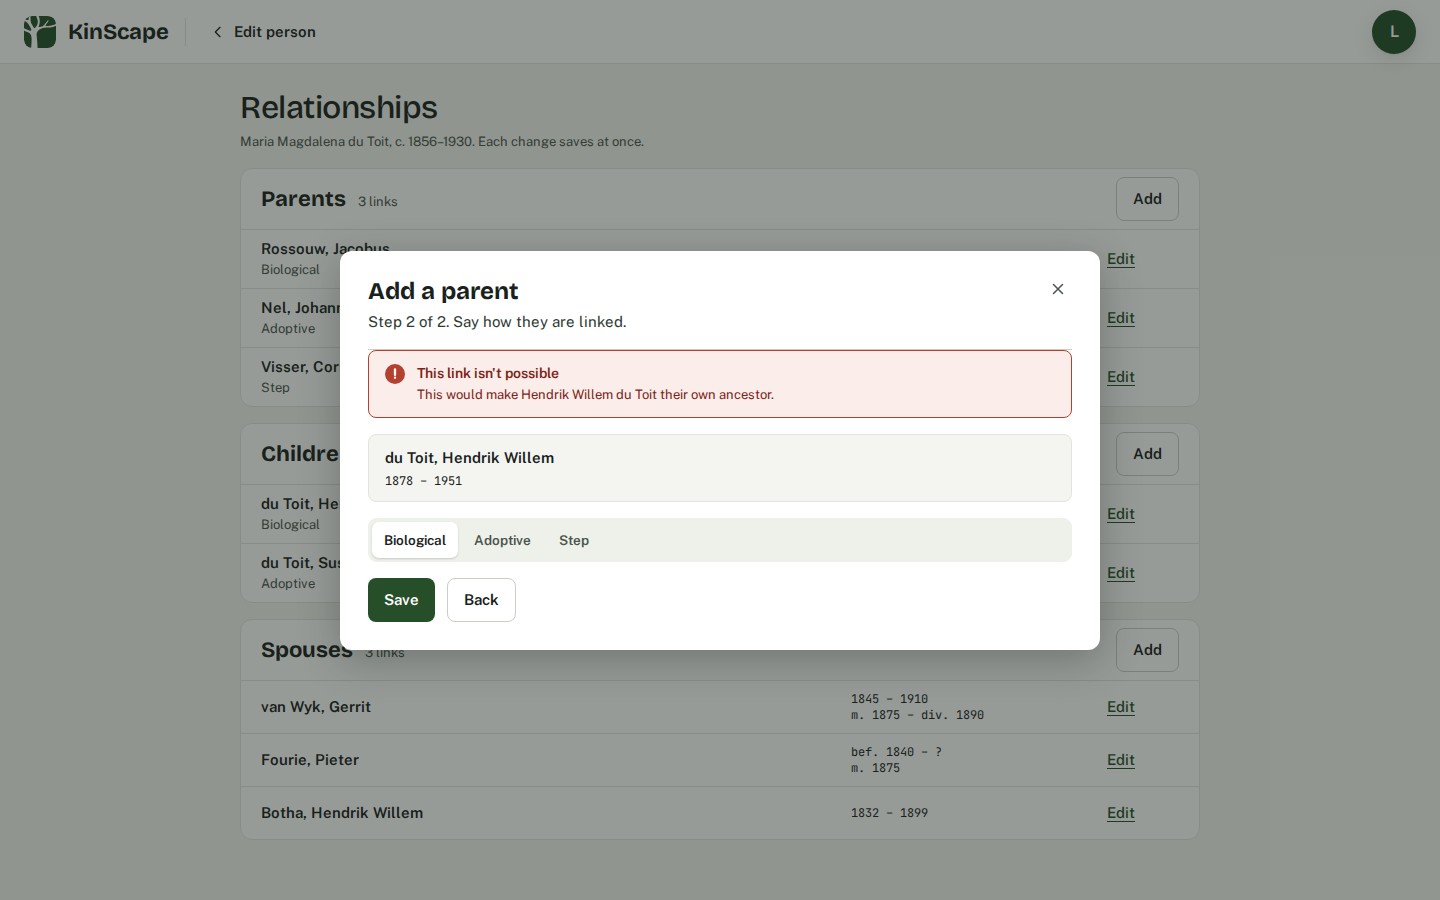 KinScape
Edit person
L
Relationships
Maria Magdalena du Toit, c. 1856–1930. Each change saves at once.
Parents 3 links
Add
Rossouw, Jacobus
Biological
Edit
Nel, Johann
Adoptive
Edit
Visser, Cor
Step
Edit
Add a parent
Step 2 of 2. Say how they are linked.
This link isn't possible
This would make Hendrik Willem du Toit their own ancestor.
du Toit, Hendrik Willem
1878 – 1951
Biological Adoptive Step
Save Back
Childre
Add
du Toit, He
Biological
Edit
du Toit, Sus
Adoptive
Edit
Spouses 3 links
Add
van Wyk, Gerrit
1845 – 1910
m. 1875 – div. 1890
Edit
Fourie, Pieter
bef. 1840 – ?
m. 1875
Edit
Botha, Hendrik Willem
1832 – 1899
Edit